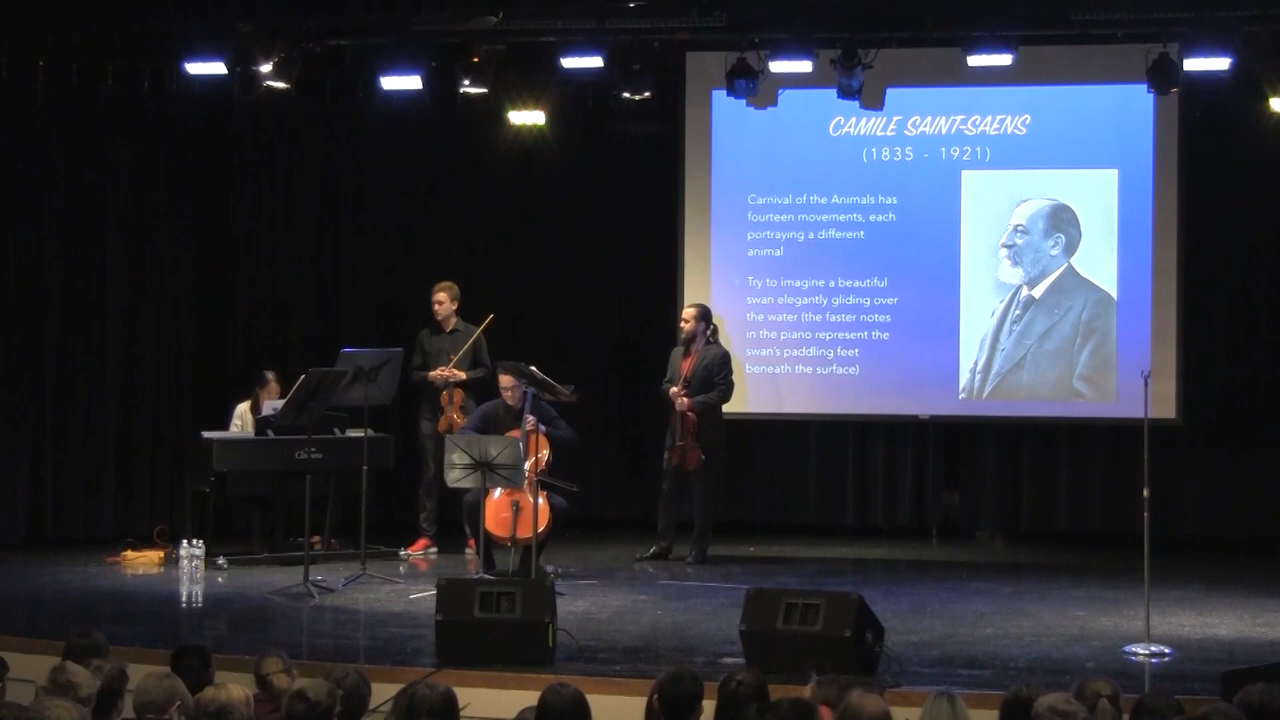 CAMILE SAINT-SAENS
(1835 - 1921)
Carnival of the Animals has
fourteen movements, each
portraying a different
animal
Try to imagine a beautiful
swan elegantly gliding over
the water (the faster notes
in the piano represent the
swan's paddling feet
beneath the surface)